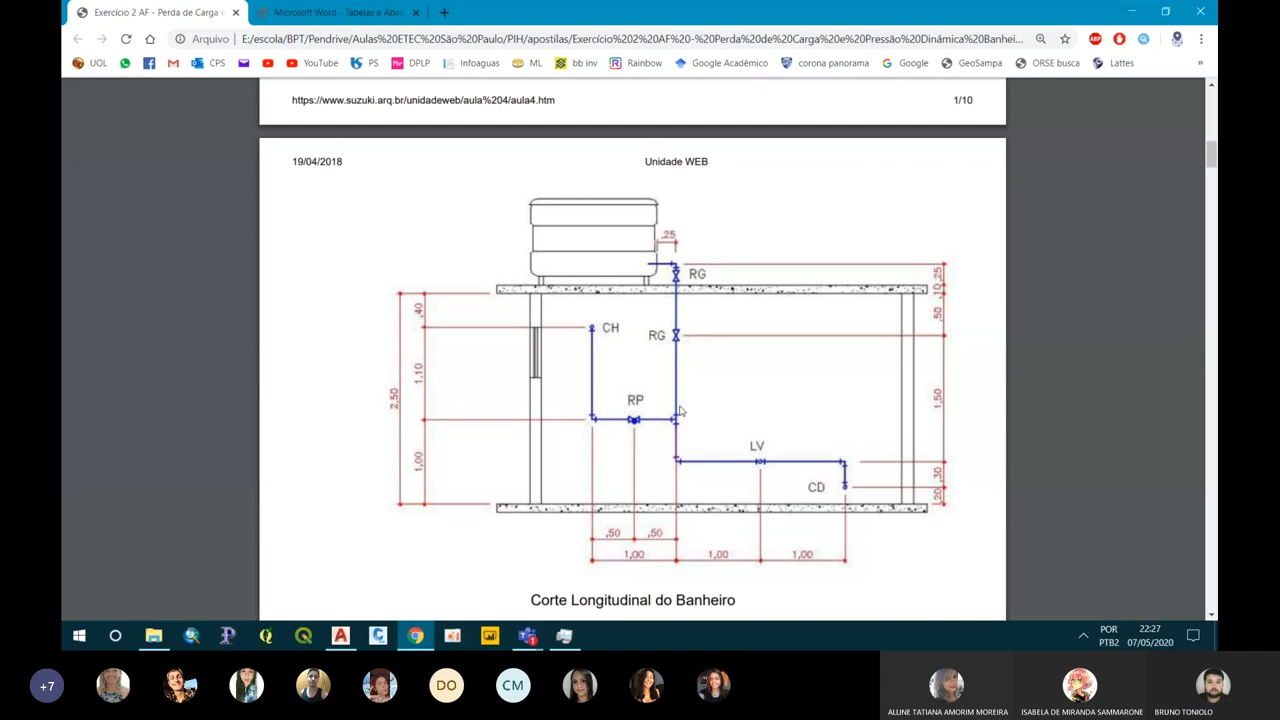 Exercício 2 AF - Perda de Carga e
Microsoft Word - Tabelas e Ába
Arquivo
E:/escola/BPT/Pendrive/Aulas%20ETEC%20São%20Paulo/PIH/apostilas/Exercício%202%20AF%20-%20Perda%20de%20Carga%20e%20Pressão%20Dinâmica%20Banhei...
ABP
UOL
CPS
YouTube
PS
DPLP
Infoaguas
ML
bb inv
Rainbow
Google Acadêmico
corona panorama
Google
GeoSampa
ORSE busca
Lattes
»
https://www.suzuki.arq.br/unidadeweb/aula%204/aula4.htm
1/10
19/04/2018
Unidade WEB
,25
RG
,25
,10
,40
,50
CH
RG
1,10
2,50
RP
1,50
LV
1,00
CD
,30
,20
,50
,50
1,00
1,00
1,00
Corte Longitudinal do Banheiro
POR
PTB2
22:27
07/05/2020
+7
DO
CM
ALLINE TATIANA AMORIM MOREIRA
ISABELA DE MIRANDA SAMMARONE
BRUNO TONIOLO